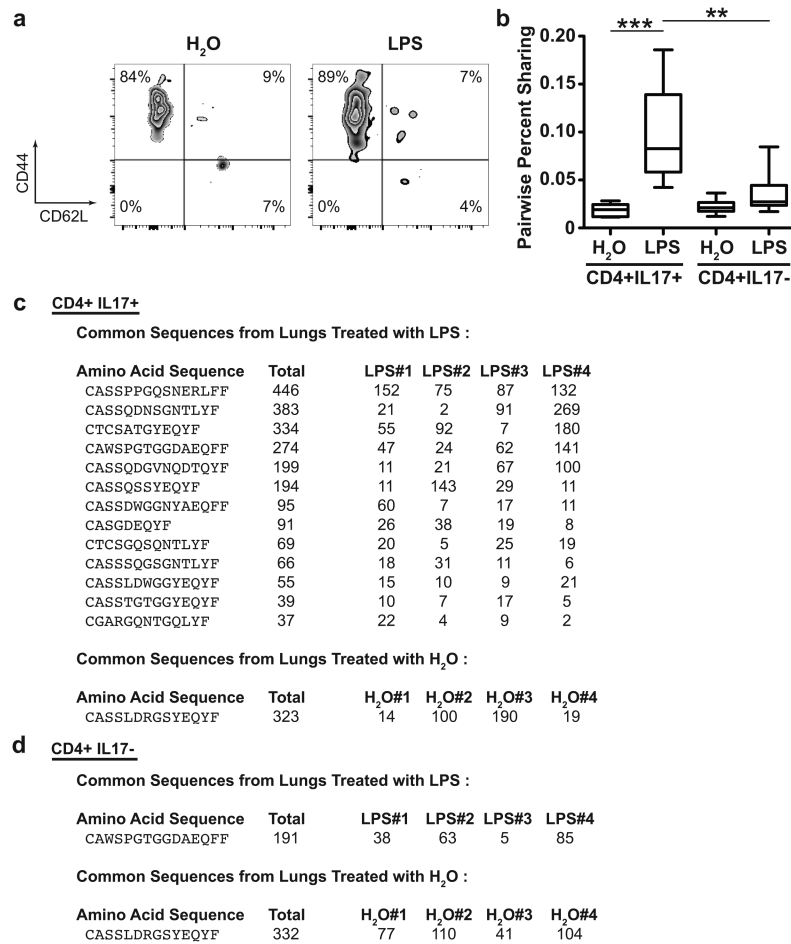 a
H2O
LPS
84%
9%
0%
7%
89%
7%
0%
4%
CD44
CD62L
b
***
**
Pairwise Percent Sharing
0.20
0.15
0.10
0.05
0
H2O LPS H2O LPS
CD4+IL17+ CD4+IL17-
c CD4+ IL17+
Common Sequences from Lungs Treated with LPS :
Amino Acid Sequence Total LPS#1 LPS#2 LPS#3 LPS#4
CASSPPGQSNERLFF 446 152 75 87 132
CASSQDNSGNTLYF 383 21 2 91 269
CTCSATGYEQYF 334 55 92 7 180
CAWSPGTGGDAEQFF 274 47 24 62 141
CASSQDGVNQDTQYF 199 11 21 67 100
CASSQSSYEQYF 194 11 143 29 11
CASSDWGGNYAEQFF 95 60 7 17 11
CASGDEQYF 91 26 38 19 8
CTCSGQSQNTLYF 69 20 5 25 19
CASSSQGSGNTLYF 66 18 31 11 6
CASSLDWGGYEQYF 55 15 10 9 21
CASSTGTGGYEQYF 39 10 7 17 5
CGARGQNTGQLYF 37 22 4 9 2
Common Sequences from Lungs Treated with H2O :
Amino Acid Sequence Total H2O#1 H2O#2 H2O#3 H2O#4
CASSLDRGSYEQYF 323 14 100 190 19
d CD4+ IL17-
Common Sequences from Lungs Treated with LPS :
Amino Acid Sequence Total LPS#1 LPS#2 LPS#3 LPS#4
CAWSPGTGGDAEQFF 191 38 63 5 85
Common Sequences from Lungs Treated with H2O :
Amino Acid Sequence Total H2O#1 H2O#2 H2O#3 H2O#4
CASSLDRGSYEQYF 332 77 110 41 104